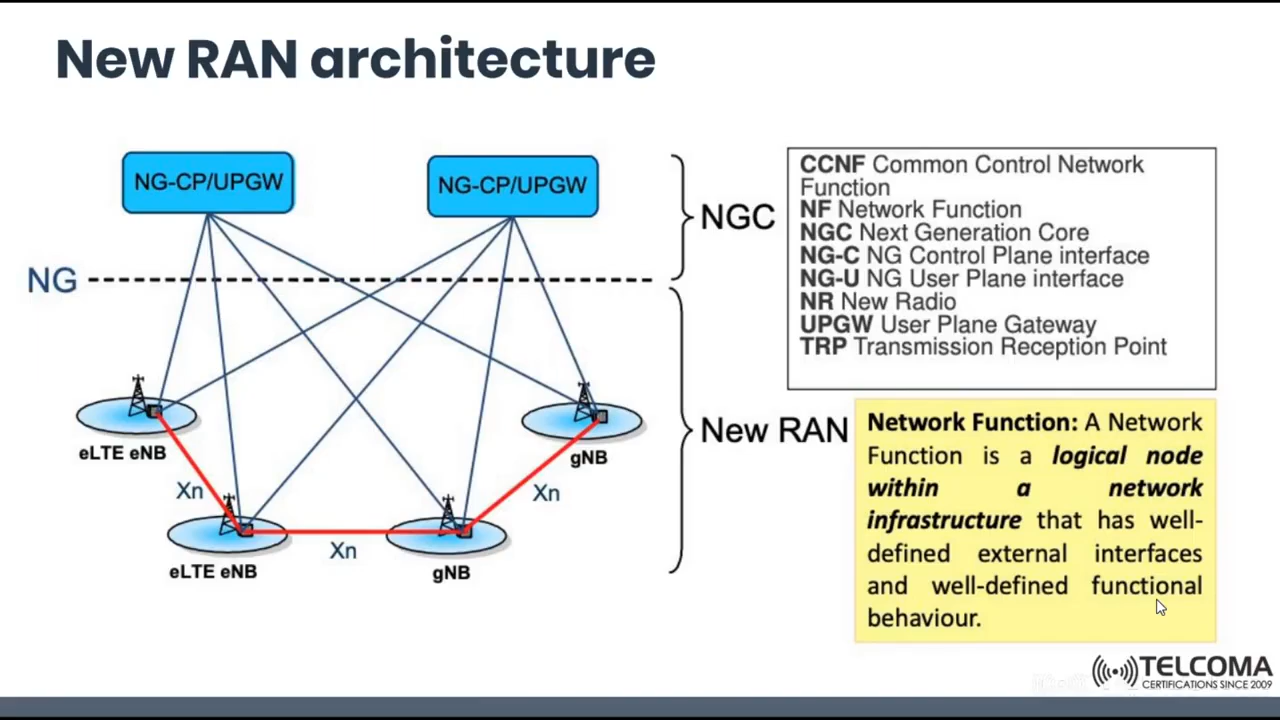 New RAN architecture
NG-CP/UPGW
NG-CP/UPGW
NGC
NG
eLTE eNB
gNB
Xn
Xn
Xn
eLTE eNB
gNB
New RAN
CCNF Common Control Network
Function
NF Network Function
NGC Next Generation Core
NG-C NG Control Plane interface
NG-U NG User Plane interface
NR New Radio
UPGW User Plane Gateway
TRP Transmission Reception Point
Network Function: A Network
Function is a logical node
within a network
infrastructure that has well-
defined external interfaces
and well-defined functional
behaviour.
TELCOMA
CERTIFICATIONS SINCE 2009